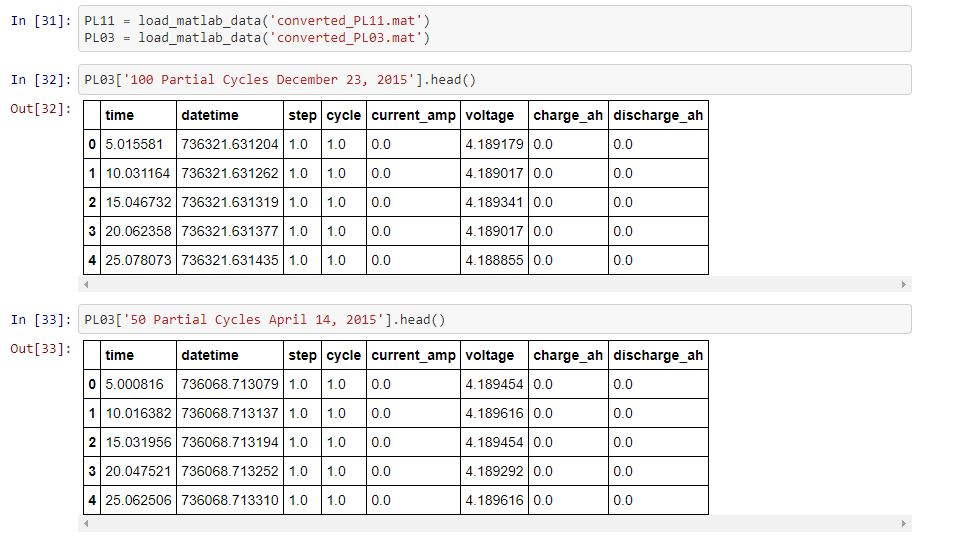 In [31]: PL11 = load_matlab_data('converted_PL11.mat')
PL03 = load_matlab_data('converted_PL03.mat')
In [32]: PL03['100 Partial Cycles December 23, 2015'].head()
Out[32]:
time datetime step cycle current_amp voltage charge_ah discharge_ah
0 5.015581 736321.631204 1.0 1.0 0.0 4.189179 0.0 0.0
1 10.031164 736321.631262 1.0 1.0 0.0 4.189017 0.0 0.0
2 15.046732 736321.631319 1.0 1.0 0.0 4.189341 0.0 0.0
3 20.062358 736321.631377 1.0 1.0 0.0 4.189017 0.0 0.0
4 25.078073 736321.631435 1.0 1.0 0.0 4.188855 0.0 0.0
In [33]: PL03['50 Partial Cycles April 14, 2015'].head()
Out[33]:
time datetime step cycle current_amp voltage charge_ah discharge_ah
0 5.000816 736068.713079 1.0 1.0 0.0 4.189454 0.0 0.0
1 10.016382 736068.713137 1.0 1.0 0.0 4.189616 0.0 0.0
2 15.031956 736068.713194 1.0 1.0 0.0 4.189454 0.0 0.0
3 20.047521 736068.713252 1.0 1.0 0.0 4.189292 0.0 0.0
4 25.062506 736068.713310 1.0 1.0 0.0 4.189616 0.0 0.0